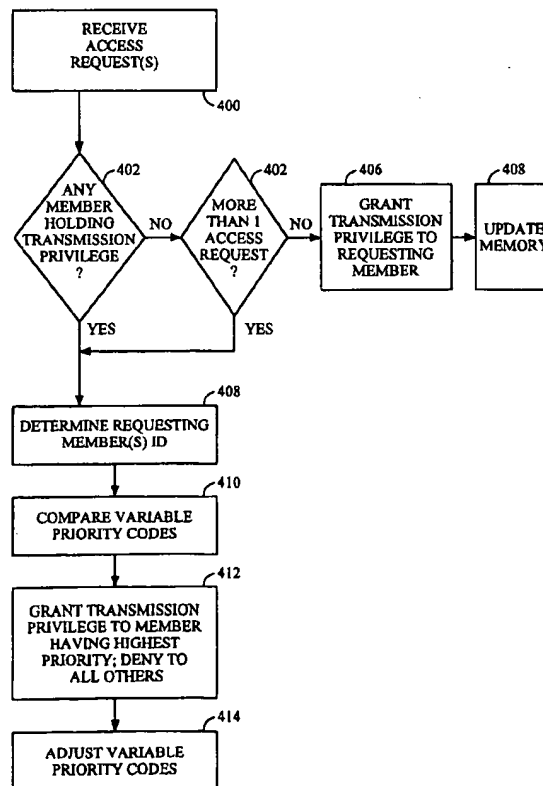 RECEIVE
ACCESS
REQUEST(S)
400
402
ANY
MEMBER
HOLDING
TRANSMISSION
PRIVILEGE
?
NO
402
MORE
THAN 1
ACCESS
REQUEST
?
NO
406
GRANT
TRANSMISSION
PRIVILEGE TO
REQUESTING
MEMBER
408
UPDATE
MEMORY
YES
YES
408
DETERMINE REQUESTING
MEMBER(S) ID
410
COMPARE VARIABLE
PRIORITY CODES
412
GRANT TRANSMISSION
PRIVILEGE TO MEMBER
HAVING HIGHEST
PRIORITY; DENY TO
ALL OTHERS
414
ADJUST VARIABLE
PRIORITY CODES